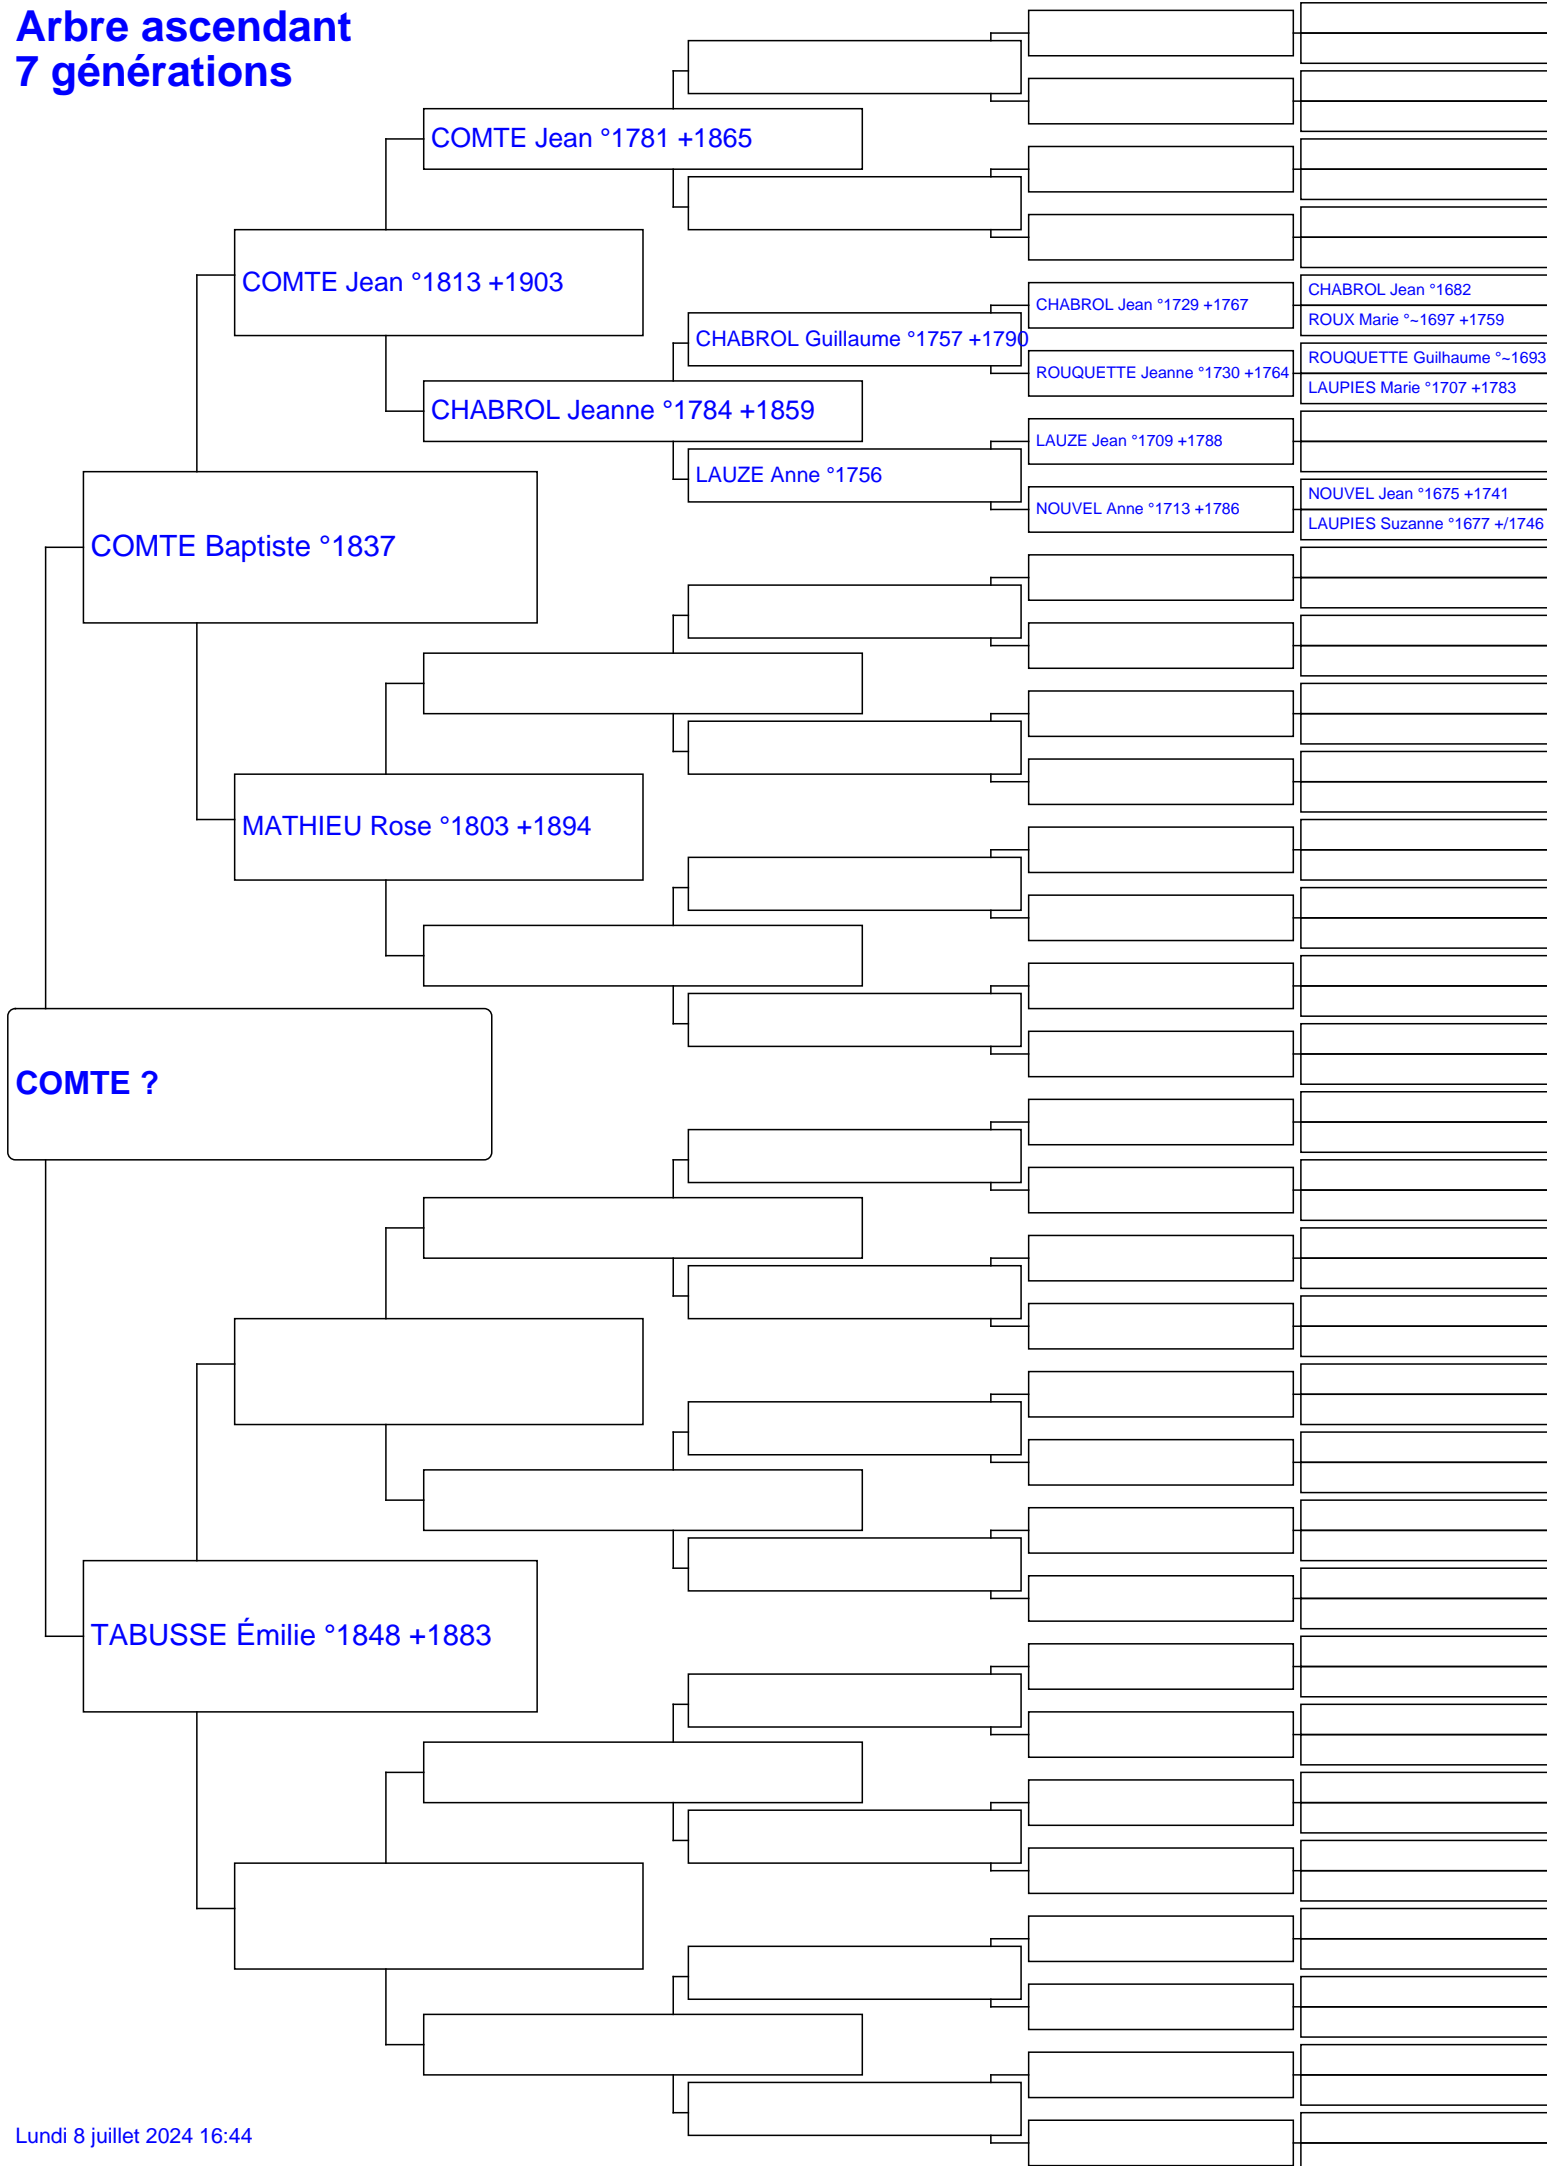 Arbre ascendant
7 générations
COMTE Jean °1781 +1865
COMTE Jean °1813 +1903
CHABROL Jean °1682
CHABROL Jean °1729 +1767
ROUX Marie °~1697 +1759
CHABROL Guillaume °1757 +1790
ROUQUETTE Guilhaume °~1693
ROUQUETTE Jeanne °1730 +1764
LAUPIES Marie °1707 +1783
CHABROL Jeanne °1784 +1859
LAUZE Jean °1709 +1788
LAUZE Anne °1756
NOUVEL Jean °1675 +1741
NOUVEL Anne °1713 +1786
LAUPIES Suzanne °1677 +/1746
COMTE Baptiste °1837
MATHIEU Rose °1803 +1894
COMTE ?
TABUSSE Émilie °1848 +1883
Lundi 8 juillet 2024 16:44